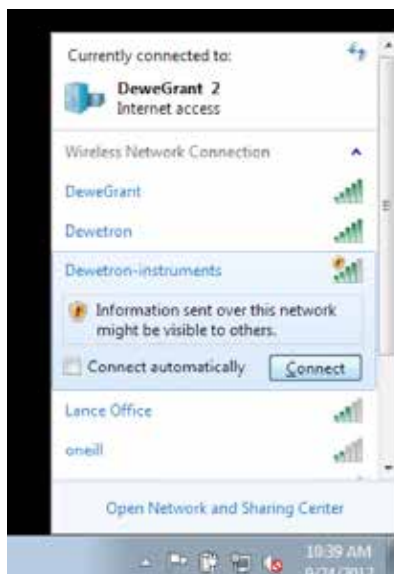 Currently connected to:
DeweGrant 2
Internet access
Wireless Network Connection
DeweGrant
Dewetron
Dewetron-instruments
Information sent over this network
might be visible to others.
Connect automatically
Connect
Lance Office
oneill
Open Network and Sharing Center
10:39 AM